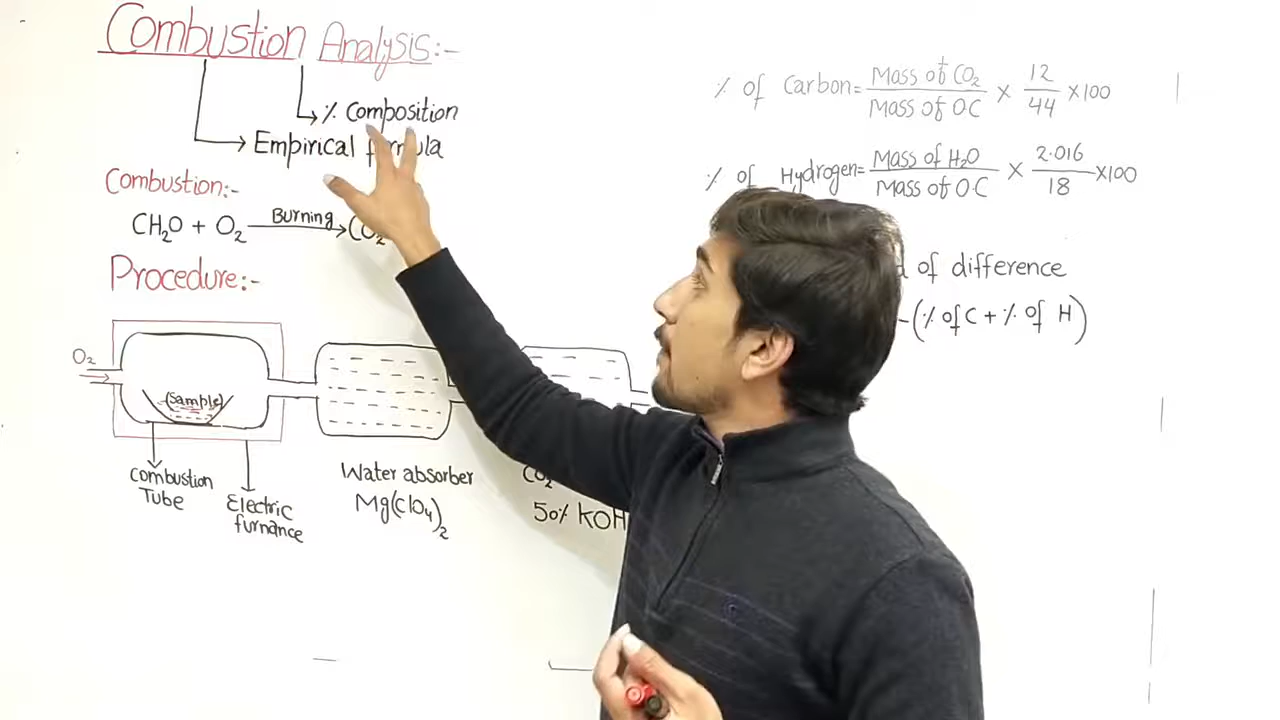 Combustion Analysis:-
% Composition
Empirical formula
Combustion:-
CH₂O + O₂ Burning CO₂
Procedure:-
O₂
(Sample)
Combustion
Tube
Electric
furnance
Water absorber
Mg(ClO₄)₂
CO₂
50% KOH
% of Carbon = Mass of CO₂ / Mass of OC × 12 / 44 ×100
% of Hydrogen = Mass of H₂O / Mass of O.C × 2.016 / 18 ×100
of difference
-(% of C + % of H)